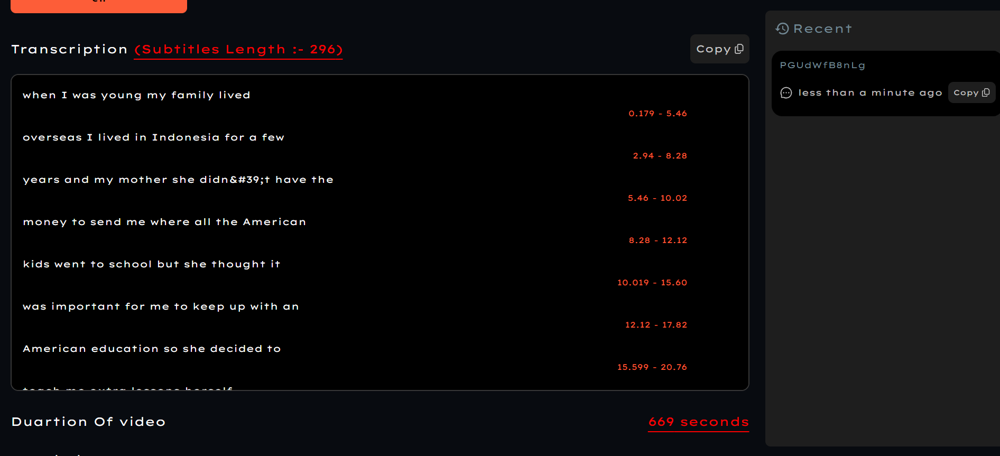 Transcription (Subtitles Length :- 296)
Copy
when I was young my family lived
0.179 - 5.46
overseas I lived in Indonesia for a few
2.94 - 8.28
years and my mother she didn&#39;t have the
5.46 - 10.02
money to send me where all the American
8.28 - 12.12
kids went to school but she thought it
10.019 - 15.60
was important for me to keep up with an
12.12 - 17.82
American education so she decided to
15.599 - 20.76
teach me extra lessons herself
Duartion Of video
669 seconds
Recent
PGUdWfB8nLg
less than a minute ago
Copy